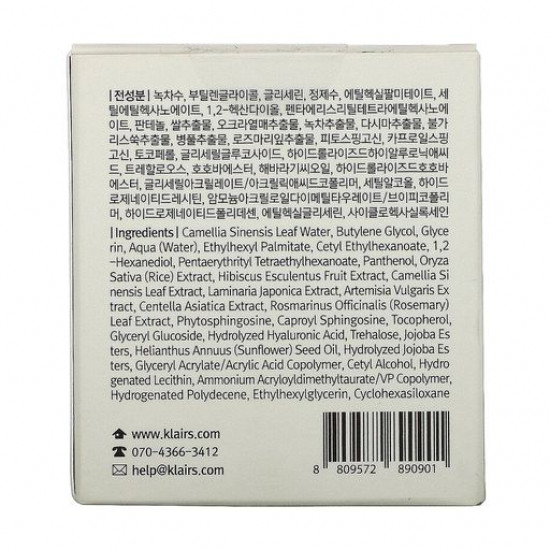 |전성분| 녹차수, 부틸렌글라이콜, 글리세린, 정제수, 에틸헥실팔미테이트, 세
틸에틸헥사노에이트, 1,2-헥산다이올, 펜타에리스리틸테트라에틸헥사노에
이트, 판테놀, 쌀추출물, 오크라열매추출물, 녹차추출물, 다시마추출물, 불가
리스쑥추출물, 병풀추출물, 로즈마리잎추출물, 피토스핑고신, 카프로일스핑
고신, 토코페롤, 글리세릴글루코사이드, 하이드롤라이즈드하이알루로닉애씨
드, 트레할로오스, 호호바에스터, 해바라기씨오일, 하이드롤라이즈드호호바
에스터, 글리세릴아크릴레이트/아크릴릭애씨드코폴리머, 세틸알코올, 하이드
로제네이티드레시틴, 암모늄아크릴로일다이메틸타우레이트/브이피코폴리
머, 하이드로제네이티드폴리데센, 에틸헥실글리세린, 사이클로헥사실록세인
|Ingredients| Camellia Sinensis Leaf Water, Butylene Glycol, Glyce
rin, Aqua (Water), Ethylhexyl Palmitate, Cetyl Ethylhexanoate, 1,2
-Hexanediol, Pentaerythrityl Tetraethylhexanoate, Panthenol, Oryza
Sativa (Rice) Extract, Hibiscus Esculentus Fruit Extract, Camellia Si
nensis Leaf Extract, Laminaria Japonica Extract, Artemisia Vulgaris Ex
tract, Centella Asiatica Extract, Rosmarinus Officinalis (Rosemary)
Leaf Extract, Phytosphingosine, Caproyl Sphingosine, Tocopherol,
Glyceryl Glucoside, Hydrolyzed Hyaluronic Acid, Trehalose, Jojoba Es
ters, Helianthus Annuus (Sunflower) Seed Oil, Hydrolyzed Jojoba Es
ters, Glyceryl Acrylate/Acrylic Acid Copolymer, Cetyl Alcohol, Hydro
genated Lecithin, Ammonium Acryloyldimethyltaurate/VP Copolymer,
Hydrogenated Polydecene, Ethylhexylglycerin, Cyclohexasiloxane
www.klairs.com
070-4366-3412
help@klairs.com
8 809572 890901